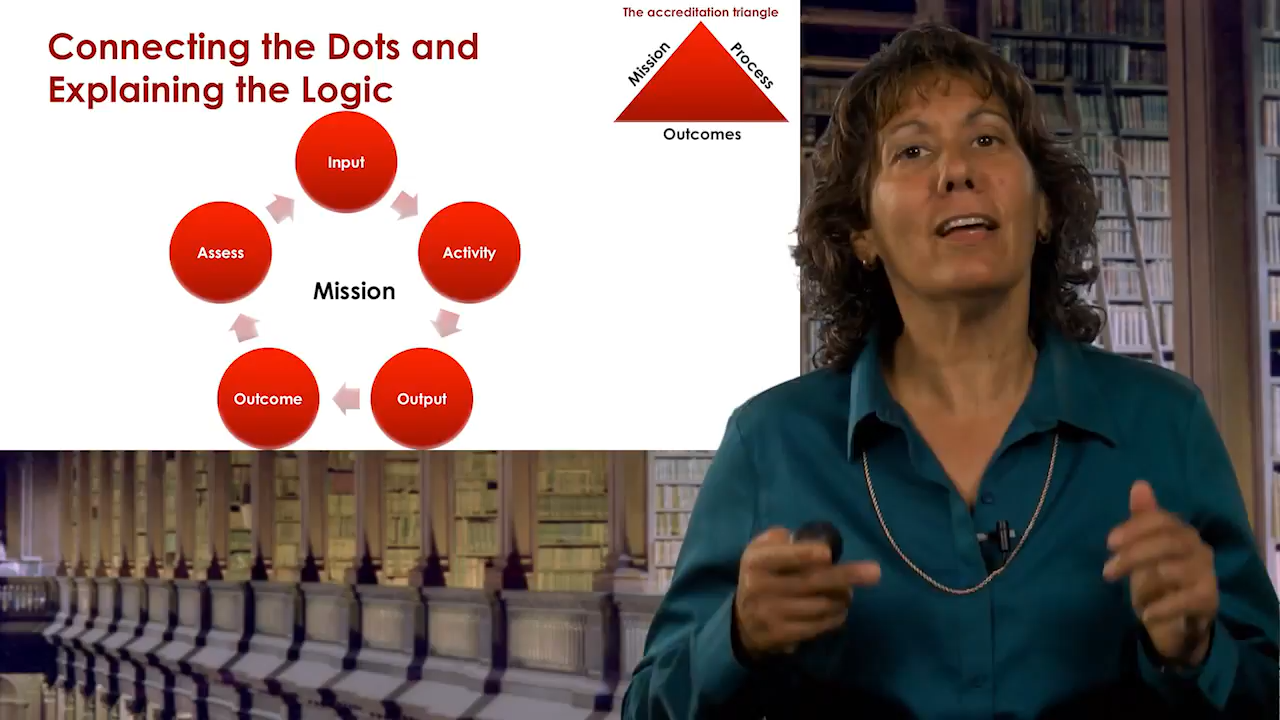 Connecting the Dots and
Explaining the Logic
The accreditation triangle
Mission
Process
Outcomes
Input
Activity
Output
Outcome
Assess
Mission